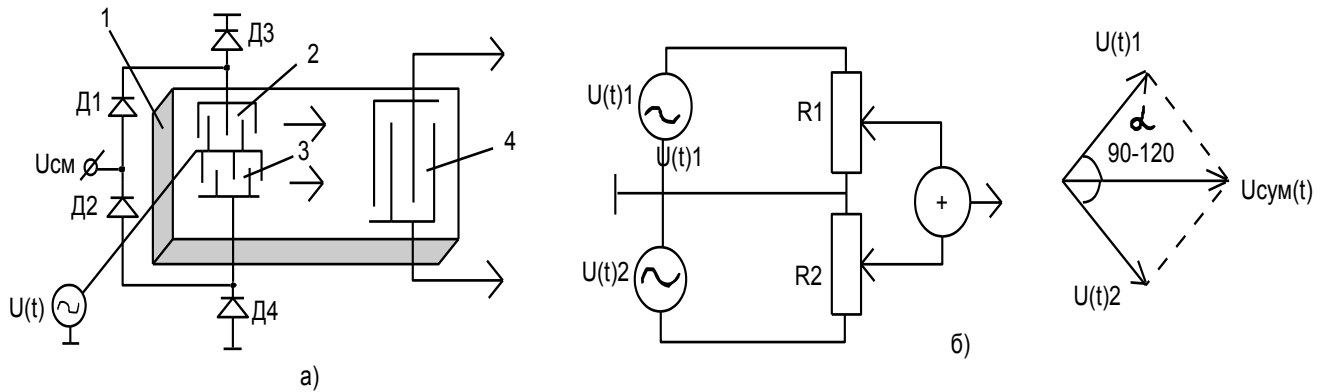 1
Д3
2
Д1
3
4
Uсм
Д2
U(t)
Д4
а)
U(t)1
U(t)1
R1
+
U(t)2
R2
б)
U(t)1
α
90-120
Uсум(t)
U(t)2